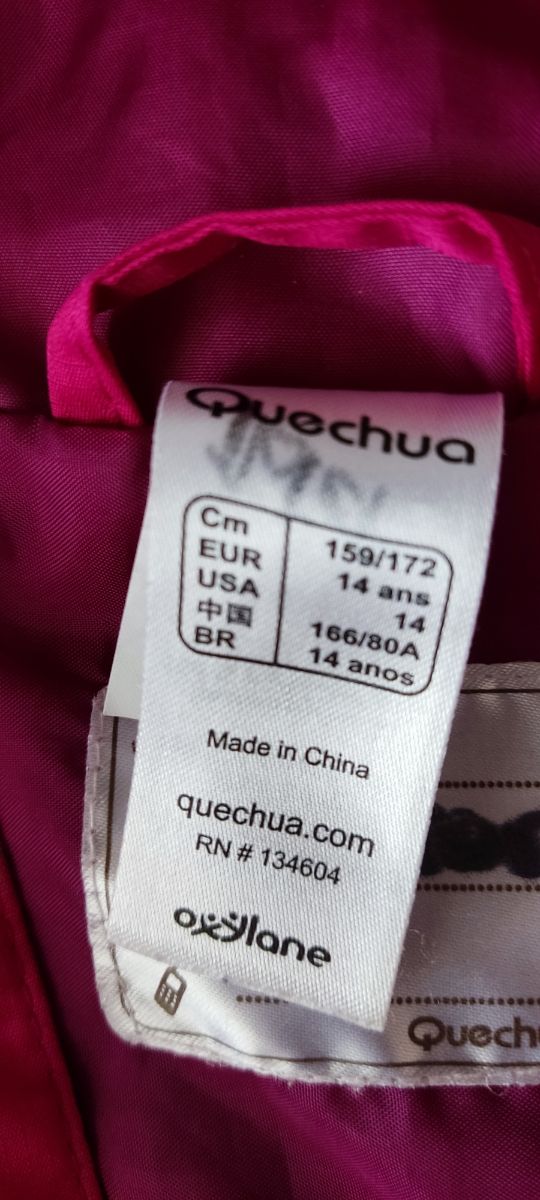 Quechua
Cm 159/172
EUR 14 ans
USA 14
中国 166/80A
BR 14 anos
Made in China
quechua.com
RN # 134604
oxylane
Quech